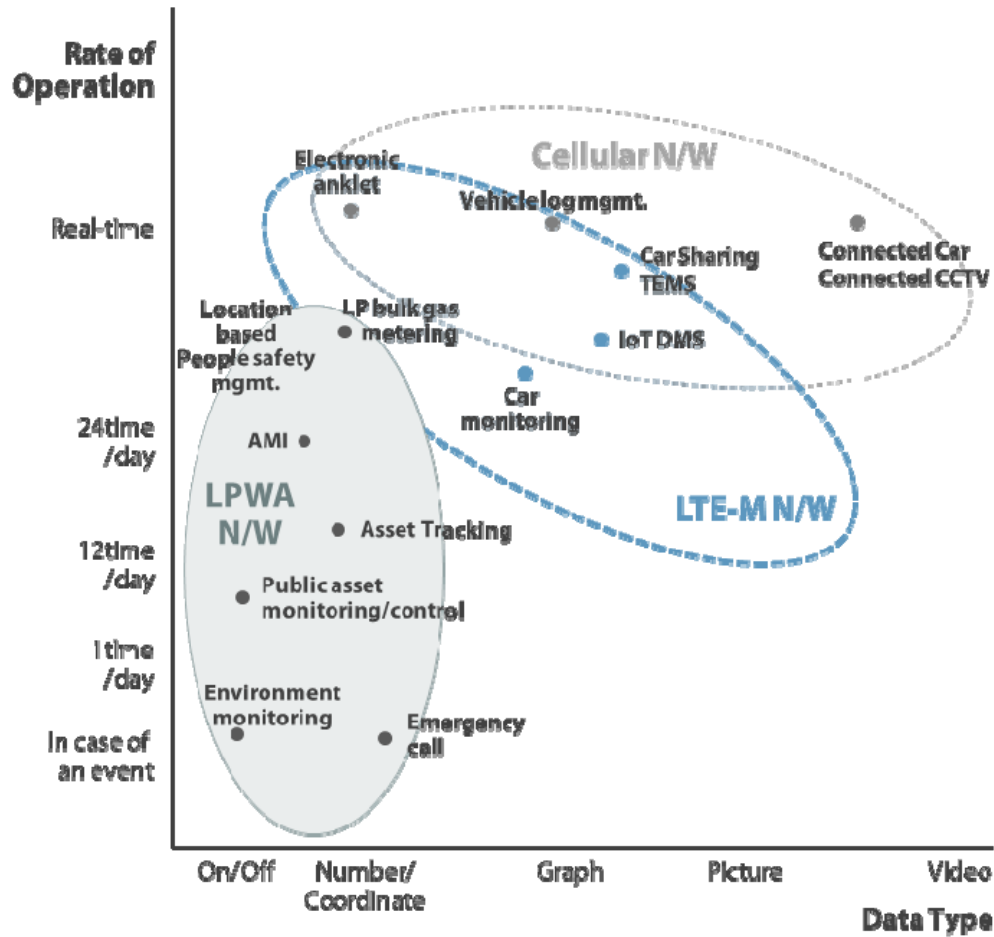 Rate of
Operation
Cellular N/W
Electronic
anklet
Vehicle log mgmt.
Real-time
Connected Car
Connected CCTV
Car Sharing
TEMS
Location
based
People safety
mgmt.
LP bulk gas
metering
IoT DMS
Car
monitoring
24time
/day
AMI
LPWA
N/W
LTE-M N/W
Asset Tracking
12time
/day
Public asset
monitoring/control
1time
/day
Environment
monitoring
Emergency
call
In case of
an event
On/Off
Number/
Coordinate
Graph
Picture
Video
Data Type